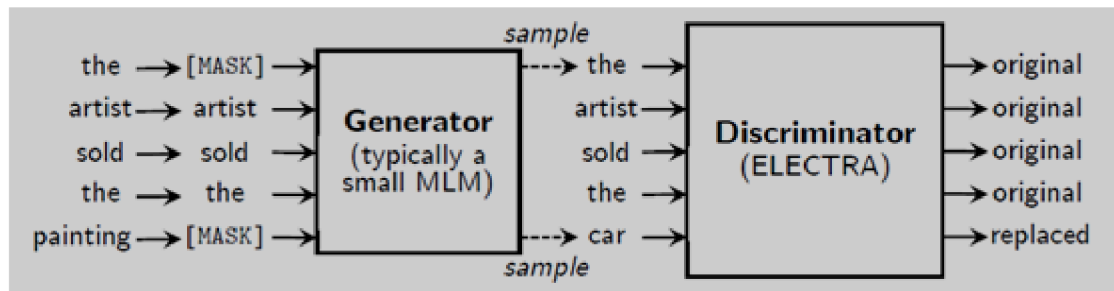 sample
the [MASK] the original
artist artist artist original
Generator
(typically a
small MLM)
Discriminator
(ELECTRA)
sold sold sold original
the the the original
painting [MASK] car replaced
sample